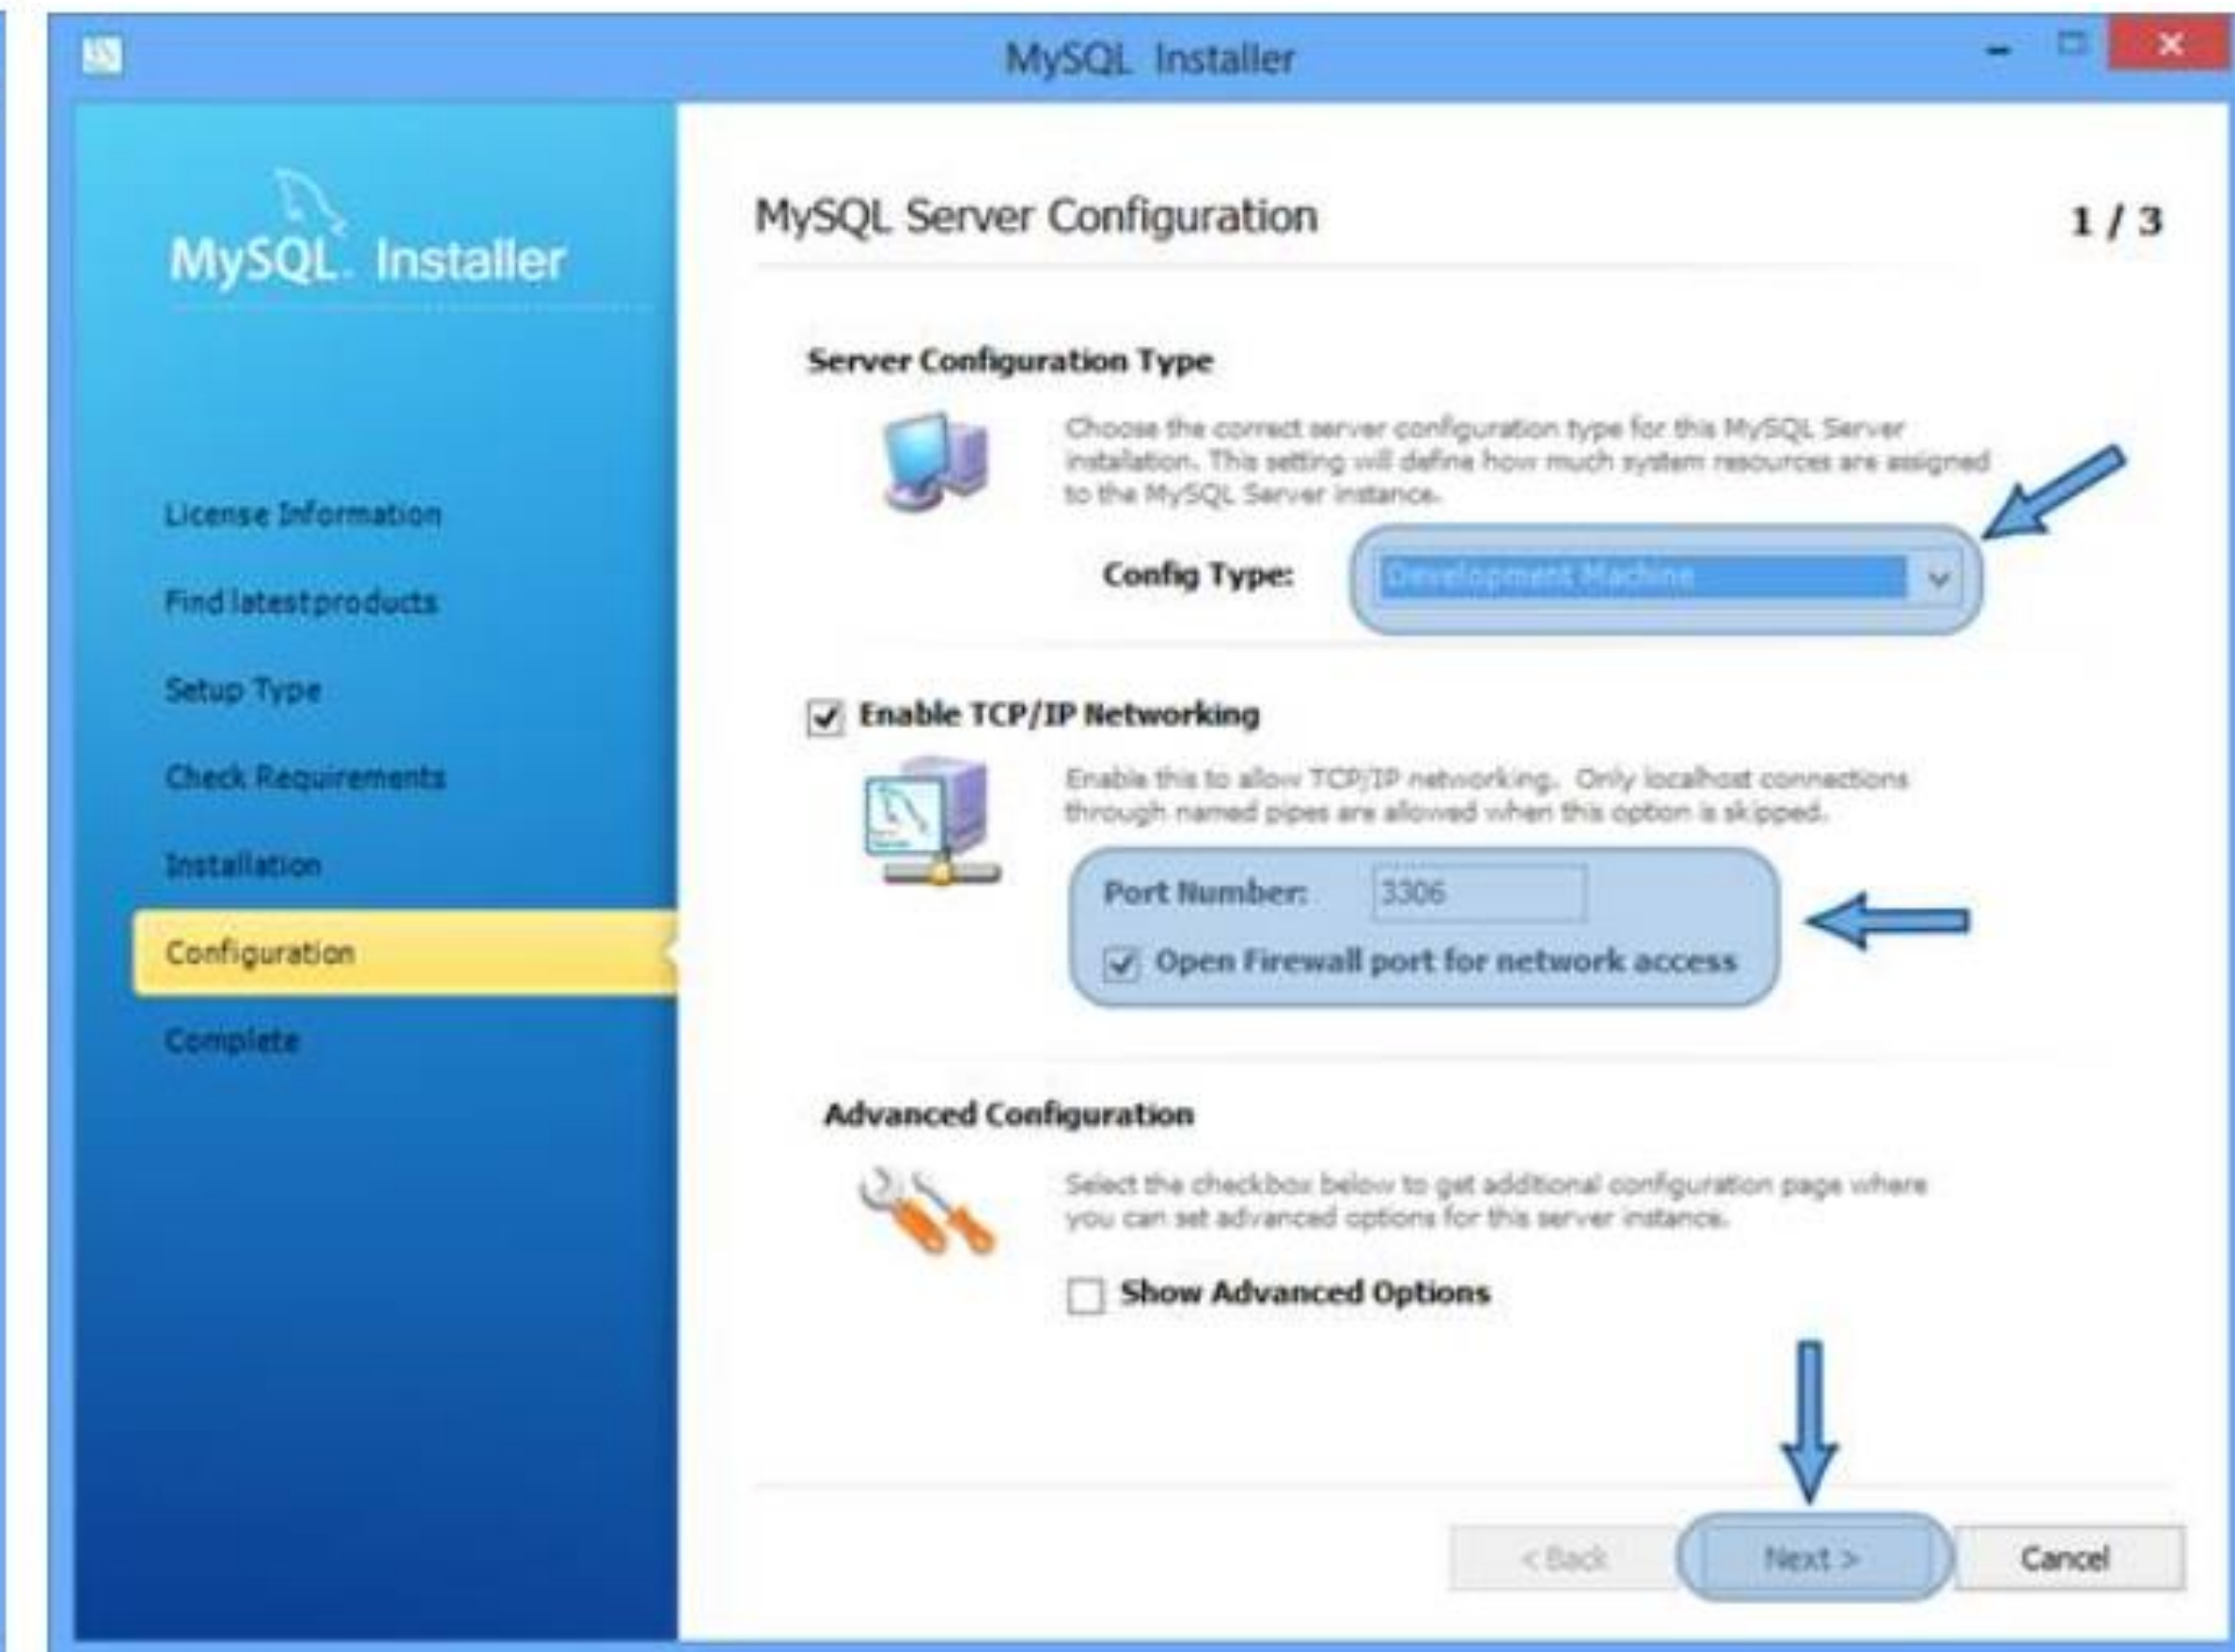 MySQL Installer
MySQL Installer
License Information
Find latest products
Setup Type
Check Requirements
Installation
Configuration
Complete
MySQL Server Configuration
1 / 3
Server Configuration Type
Choose the correct server configuration type for this MySQL Server
installation. This setting will define how much system resources are assigned
to the MySQL Server instance.
Config Type:
Development Machine
Enable TCP/IP Networking
Enable this to allow TCP/IP networking. Only localhost connections
through named pipes are allowed when this option is skipped.
Port Number: 3306
Open Firewall port for network access
Advanced Configuration
Select the checkbox below to get additional configuration page where
you can set advanced options for this server instance.
Show Advanced Options
< Back
Next >
Cancel